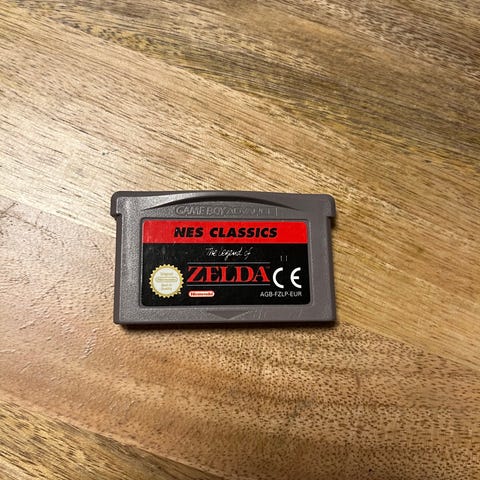 GAME BOY ADVANCE
NES CLASSICS
The Legend of
ZELDA CE
Nintendo
AGB-FZLP-EUR